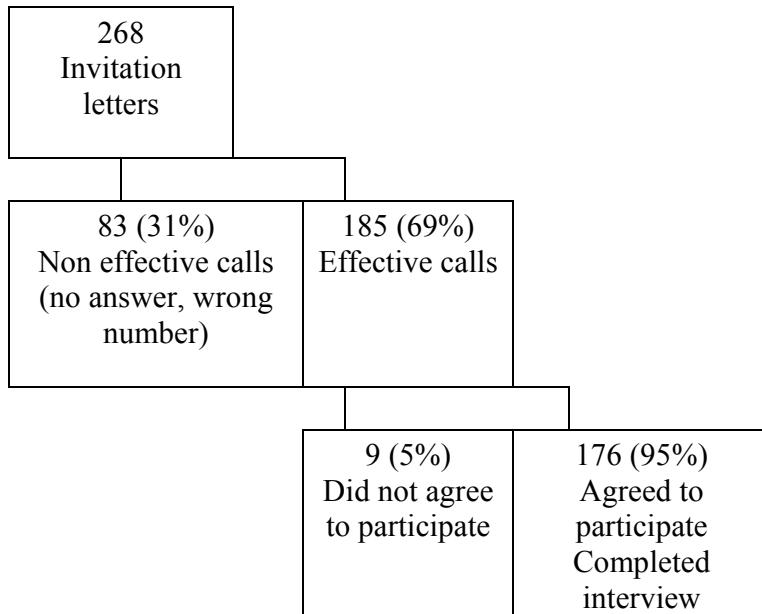 268
Invitation
letters
83 (31%)
Non effective calls
(no answer, wrong
number)
185 (69%)
Effective calls
9 (5%)
Did not agree
to participate
176 (95%)
Agreed to
participate
Completed
interview